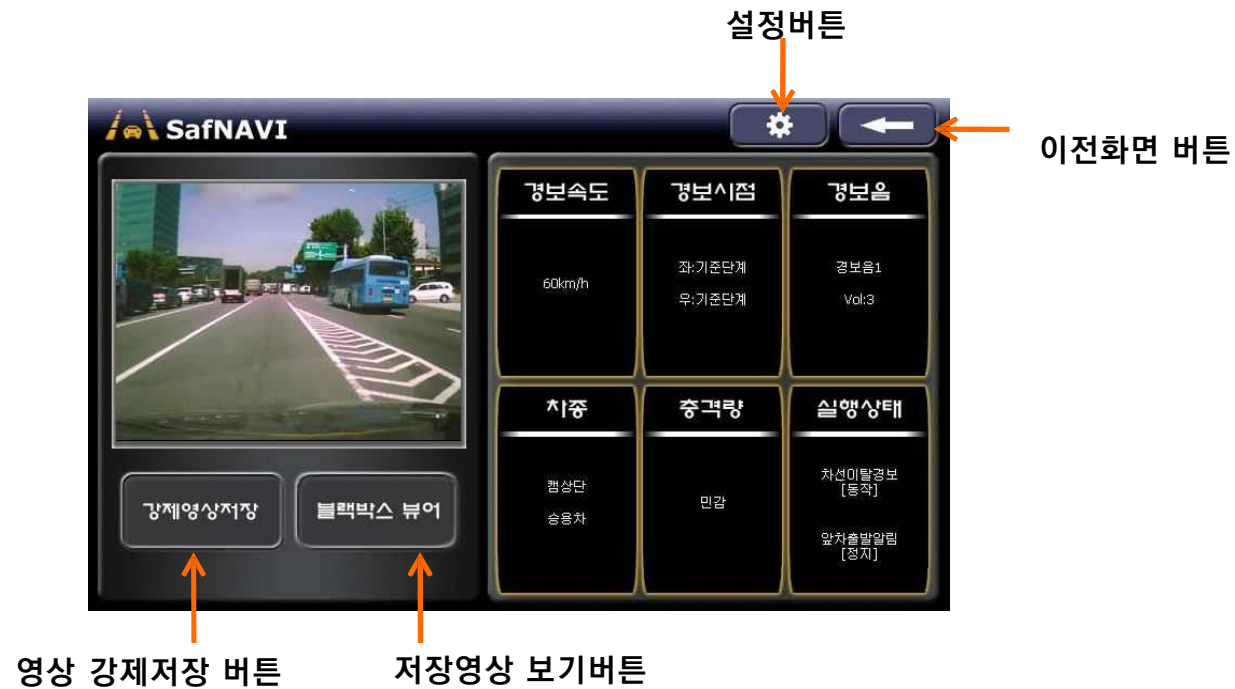 설정버튼
SafNAVI
이전화면 버튼
경보속도
경보시점
경보음
60km/h
좌:기준단계
우:기준단계
경보음1
Vol:3
차종
충격량
실행상태
캠상단
승용차
민감
차선이탈경보
[동작]
앞차출발알림
[정지]
강제영상저장
블랙박스 뷰어
영상 강제저장 버튼
저장영상 보기버튼